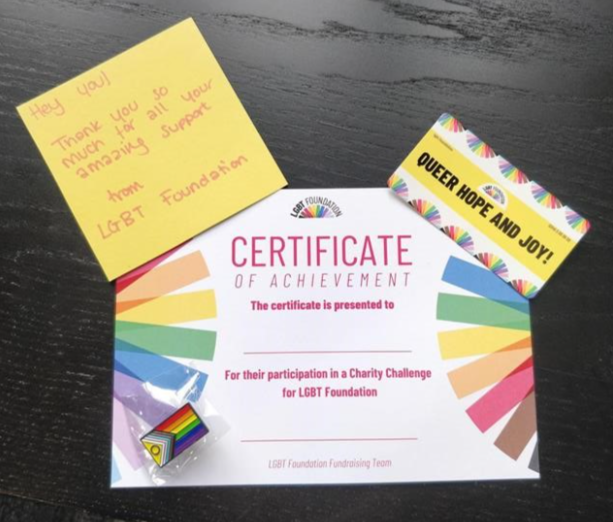 Hey you!
Thank you so
much for all your
amazing support
from
LGBT Foundation
QUEER HOPE AND JOY!
LGBT FOUNDATION
CERTIFICATE
OF ACHIEVEMENT
The certificate is presented to
For their participation in a Charity Challenge
for LGBT Foundation
LGBT Foundation Fundraising Team